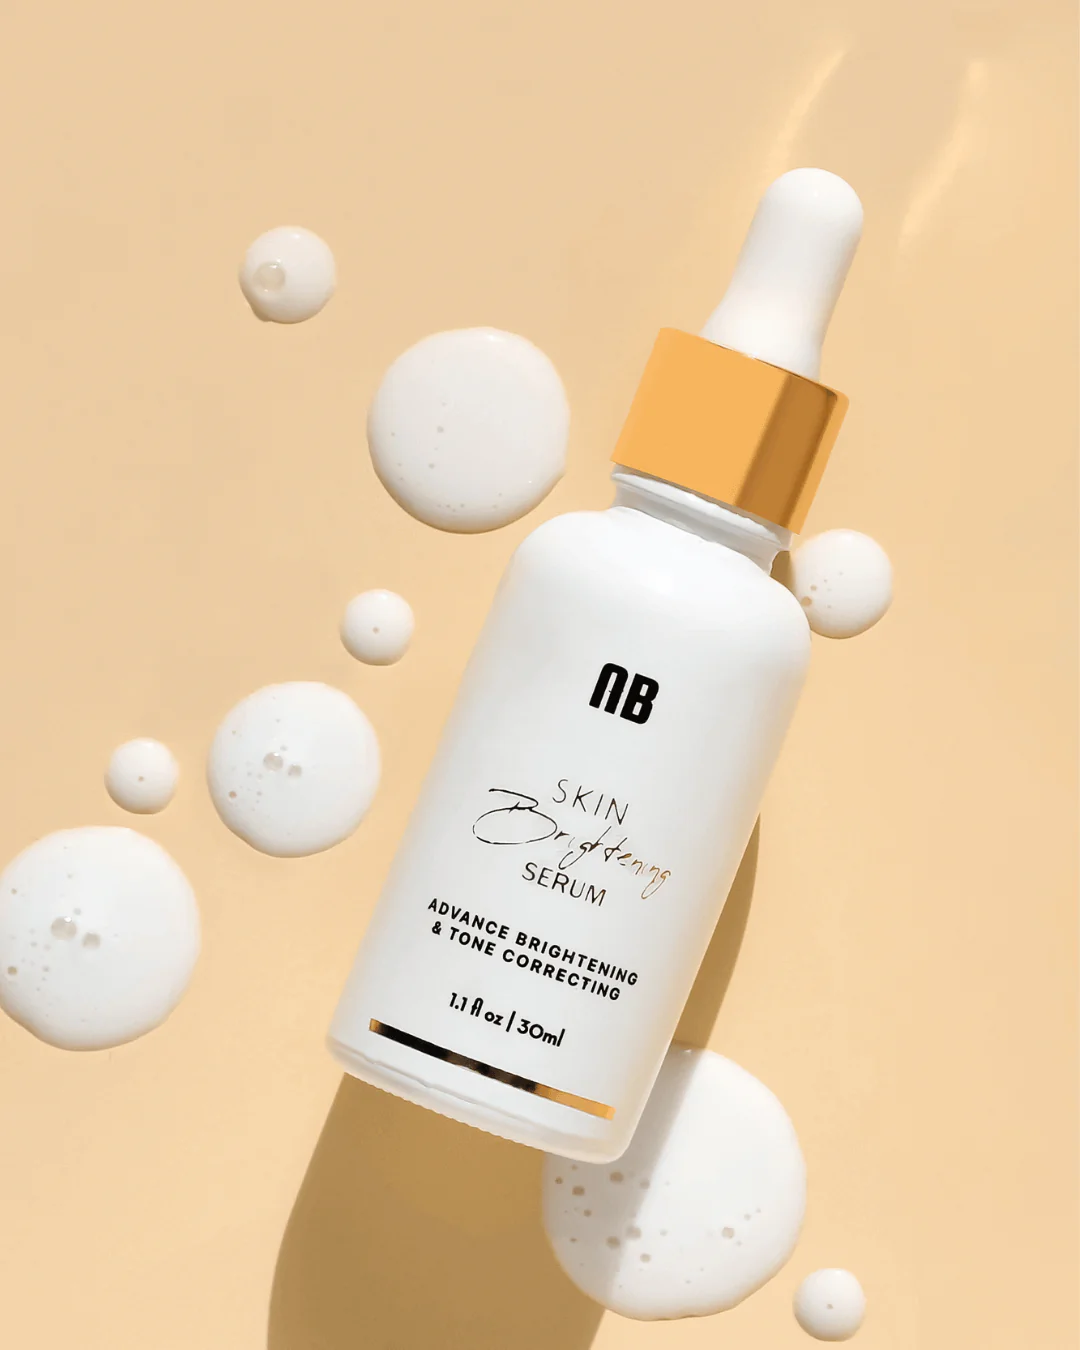 NB
SKIN
Brightening
SERUM
ADVANCE BRIGHTENING
& TONE CORRECTING
1.1 fl oz | 30ml